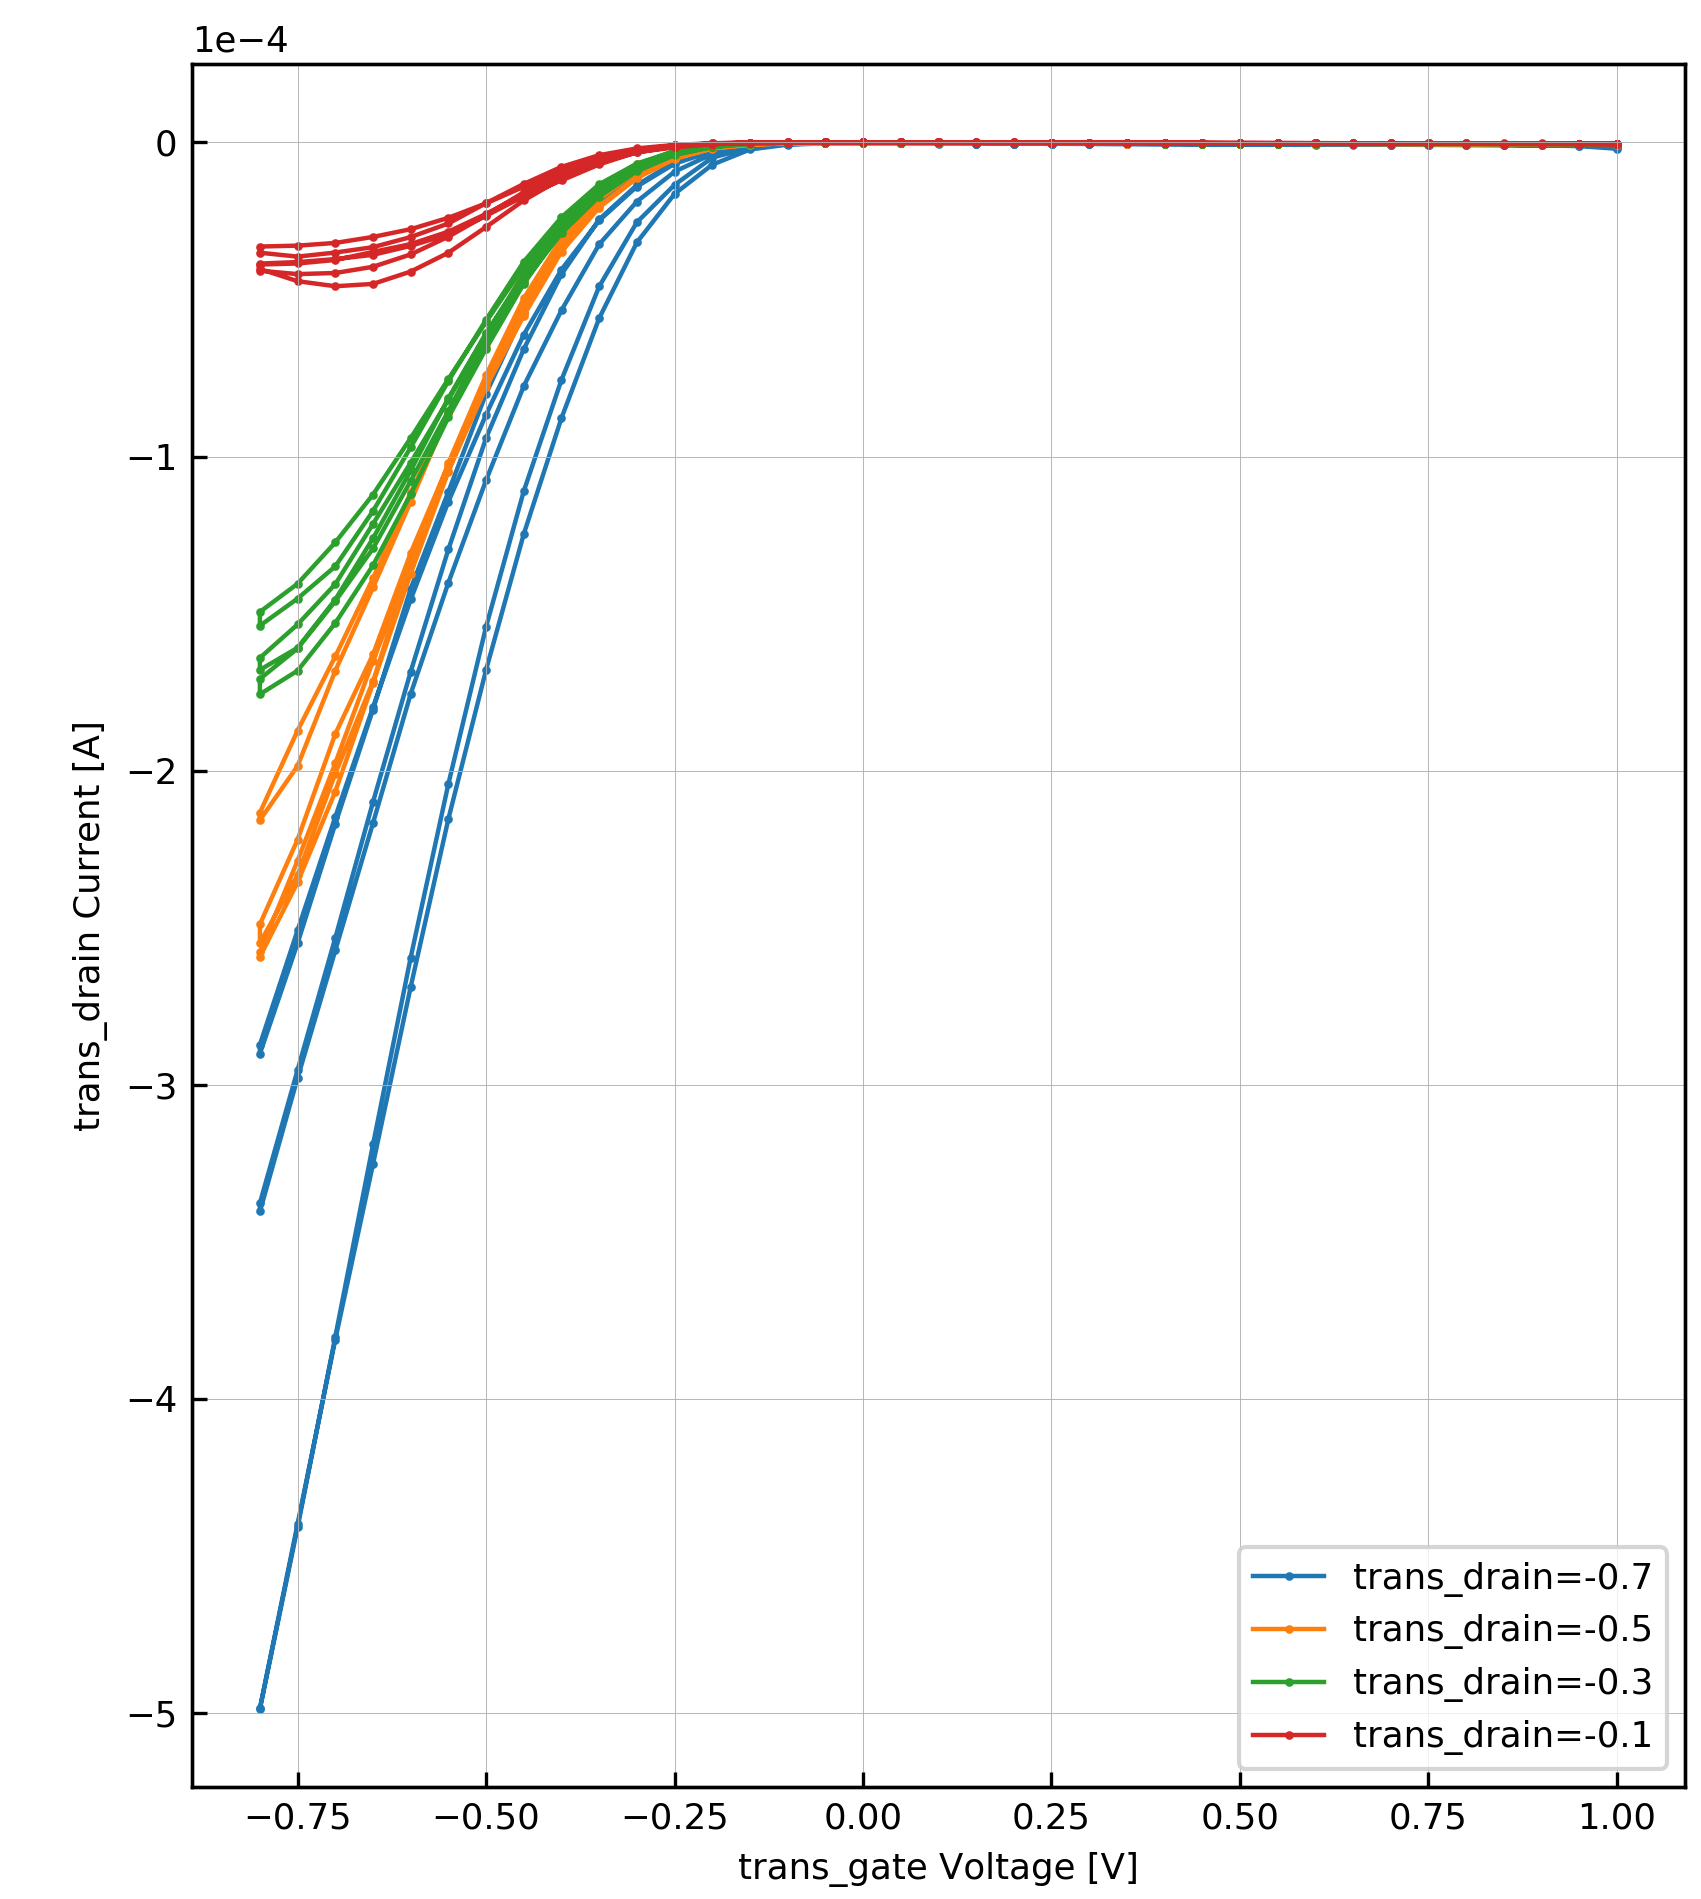 1e−4
0
−1
−2
−3
−4
−5
trans_drain Current [A]
−0.75 −0.50 −0.25 0.00 0.25 0.50 0.75 1.00
trans_gate Voltage [V]
trans_drain=-0.7
trans_drain=-0.5
trans_drain=-0.3
trans_drain=-0.1